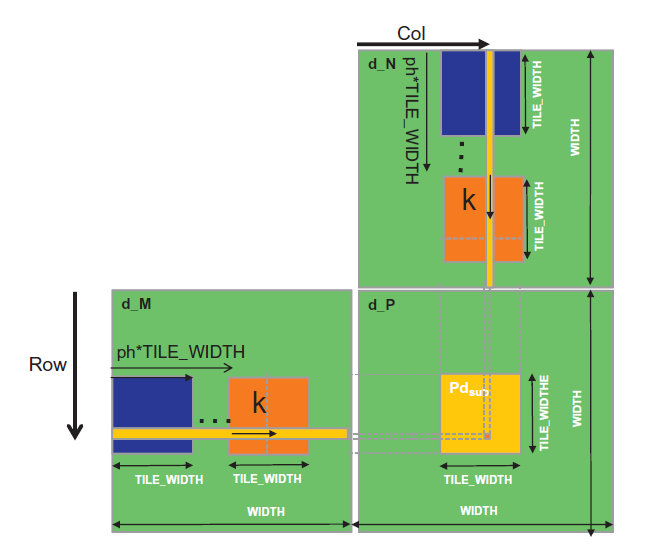 Col
d_N
ph*TILE_WIDTH
TILE_WIDTH
WIDTH
k
TILE_WIDTH
d_M
d_P
Row
ph*TILE_WIDTH
k
Pdsub
TILE_WIDTHE
WIDTH
TILE_WIDTH
TILE_WIDTH
TILE_WIDTH
WIDTH
WIDTH